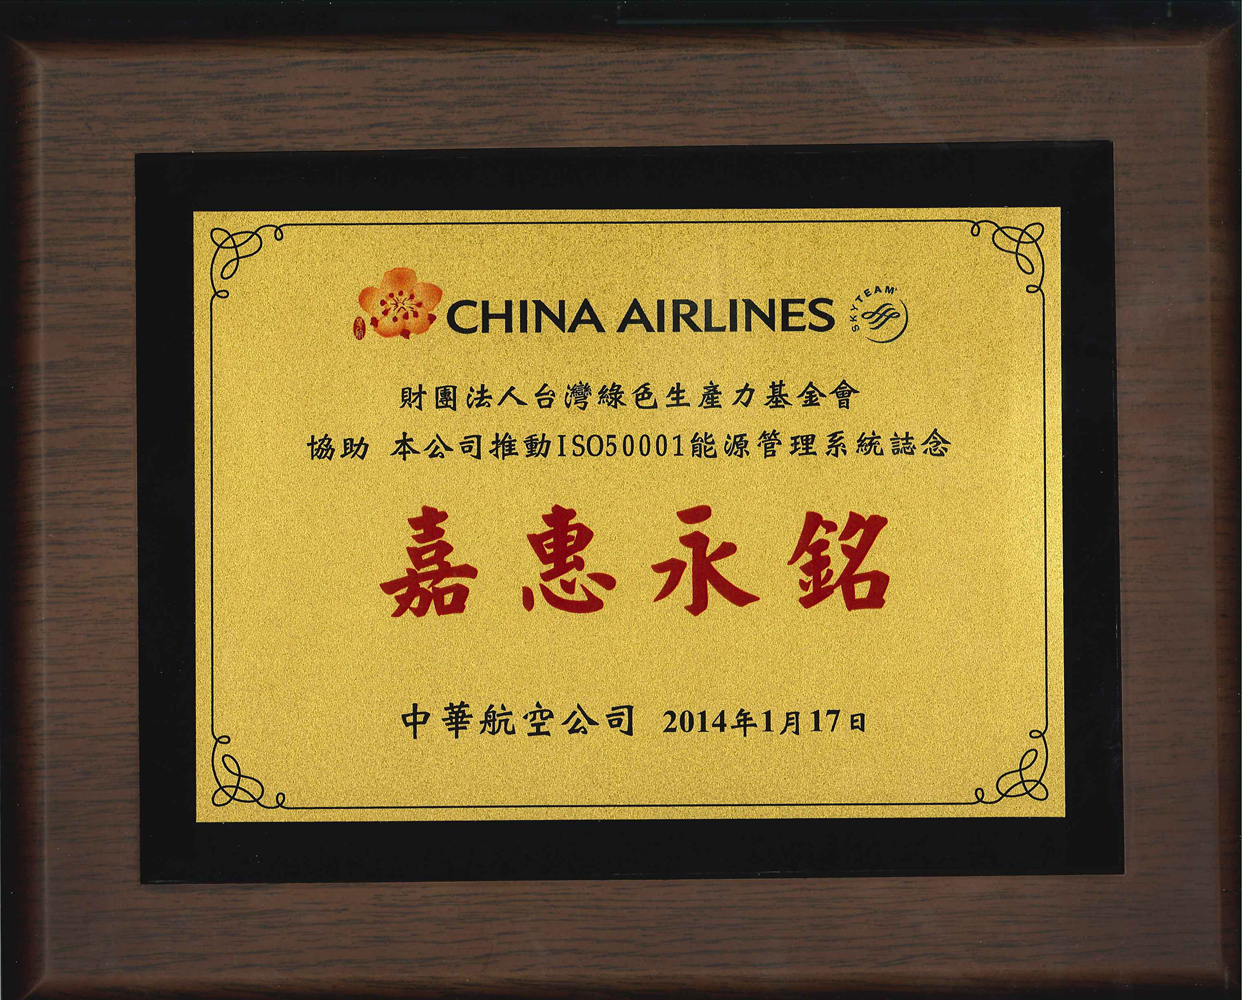 CHINA AIRLINES SKYTEAM
財團法人台灣綠色生產力基金會
協助 本公司推動ISO50001能源管理系統誌念
嘉惠永銘
中華航空公司 2014年1月17日